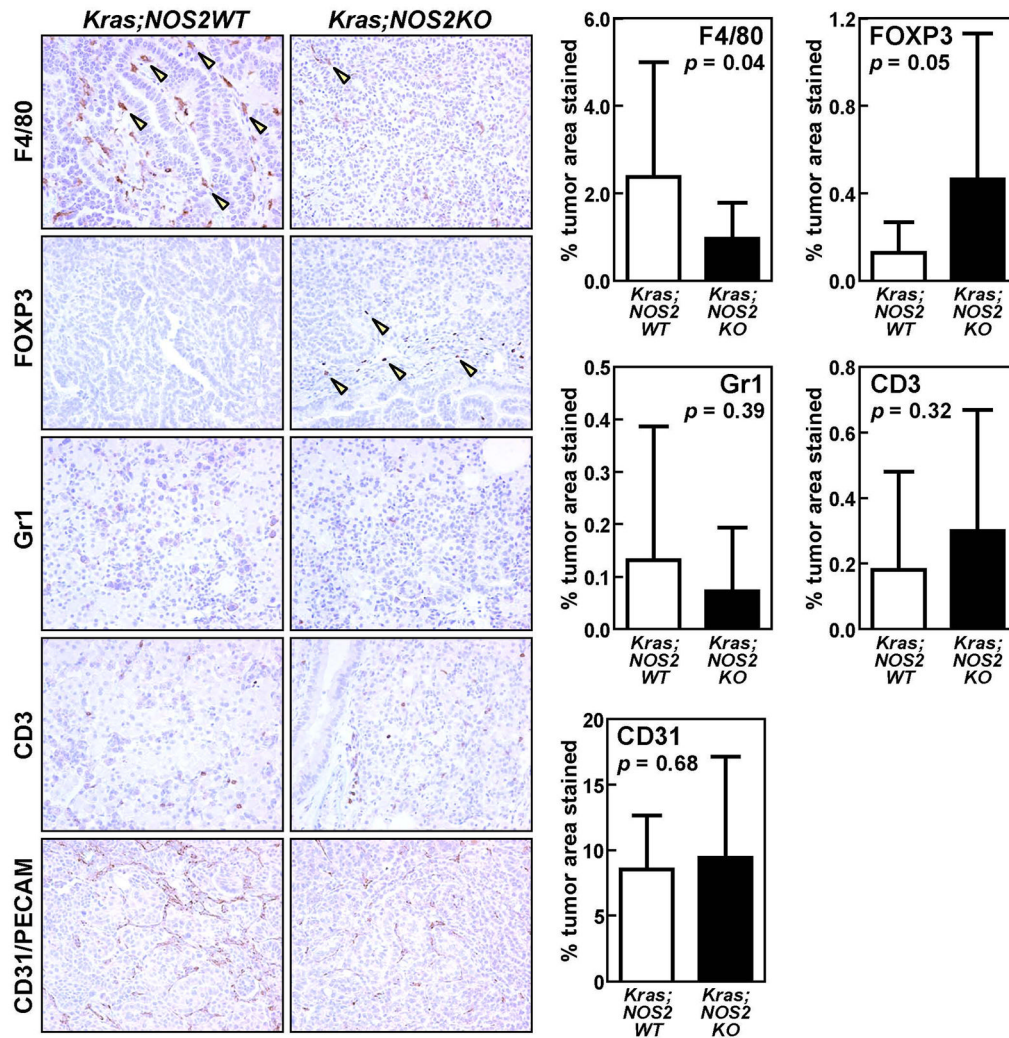 Kras;NOS2WT
Kras;NOS2KO
F4/80
FOXP3
Gr1
CD3
CD31/PECAM
% tumor area stained
6.0
4.0
2.0
0.0
F4/80
p = 0.04
Kras;
NOS2
WT
Kras;
NOS2
KO
% tumor area stained
1.2
0.8
0.4
0.0
FOXP3
p = 0.05
Kras;
NOS2
WT
Kras;
NOS2
KO
% tumor area stained
0.5
0.4
0.3
0.2
0.1
0.0
Gr1
p = 0.39
Kras;
NOS2
WT
Kras;
NOS2
KO
% tumor area stained
0.8
0.6
0.4
0.2
0.0
CD3
p = 0.32
Kras;
NOS2
WT
Kras;
NOS2
KO
% tumor area stained
20
15
10
5
0
CD31
p = 0.68
Kras;
NOS2
WT
Kras;
NOS2
KO